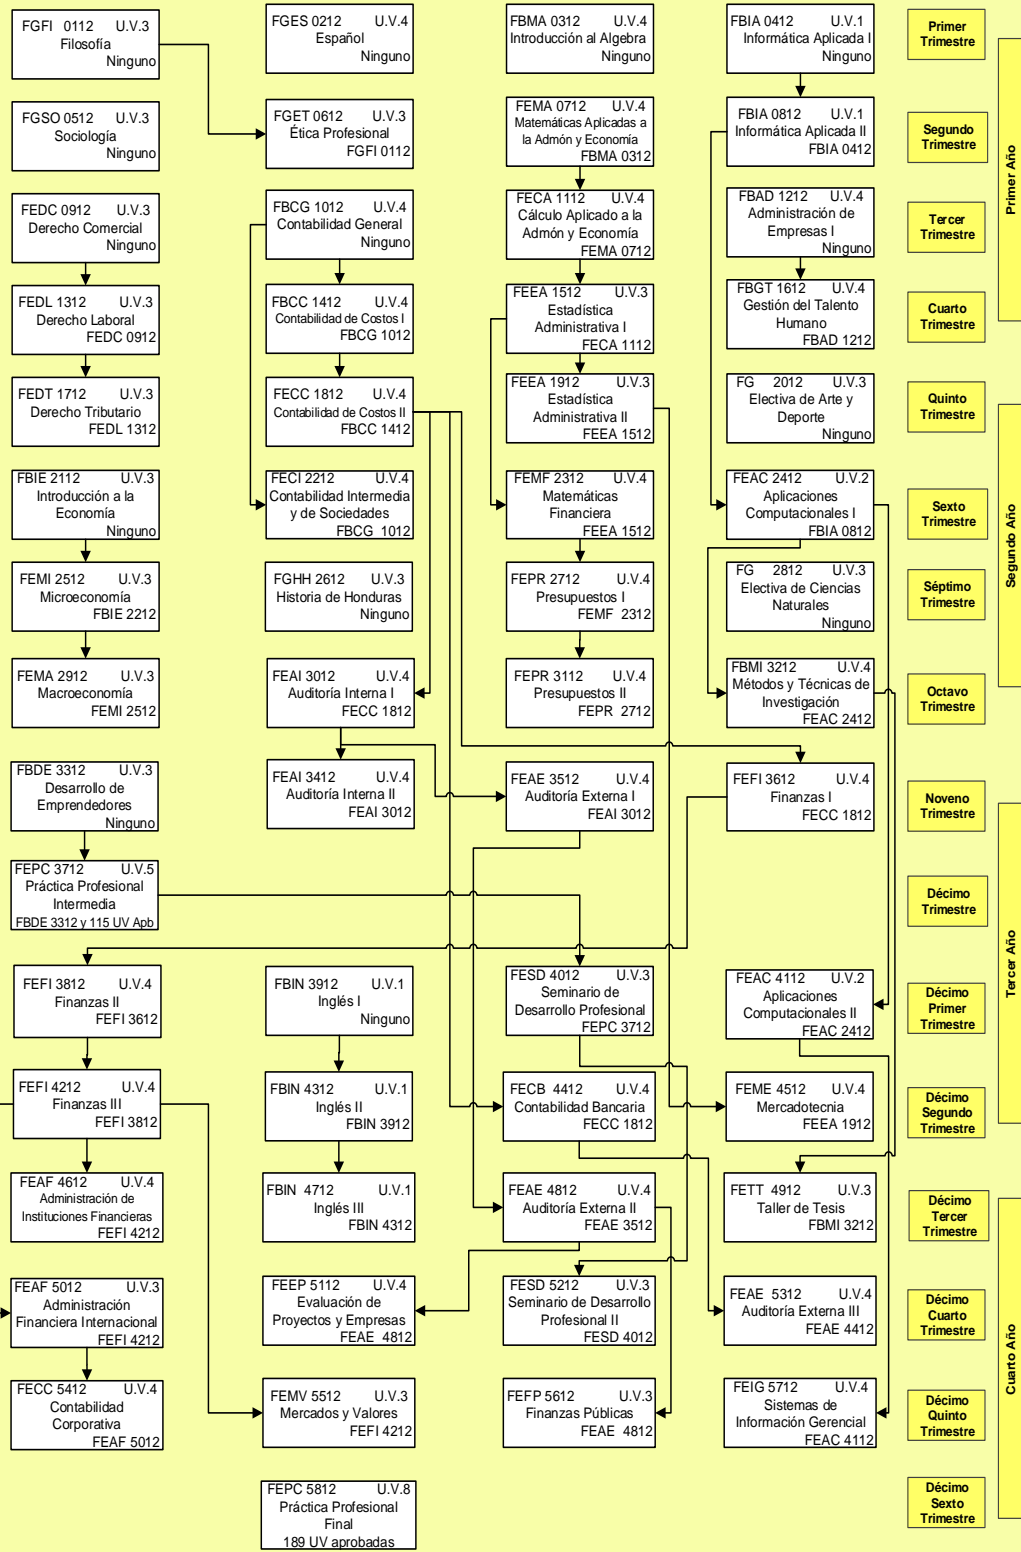 FGFI 0112 U.V.3
Filosofía
Ninguno
FGES 0212 U.V.4
Español
Ninguno
FBMA 0312 U.V.4
Introducción al Algebra
Ninguno
FBIA 0412 U.V.1
Informática Aplicada I
Ninguno
Primer
Trimestre
FGSO 0512 U.V.3
Sociología
Ninguno
FGET 0612 U.V.3
Ética Profesional
FGFI 0112
FEMA 0712 U.V.4
Matemáticas Aplicadas a
la Admón y Economía
FBMA 0312
FBIA 0812 U.V.1
Informática Aplicada II
FBIA 0412
Segundo
Trimestre
Primer Año
FEDC 0912 U.V.3
Derecho Comercial
Ninguno
FBCG 1012 U.V.4
Contabilidad General
Ninguno
FECA 1112 U.V.4
Cálculo Aplicado a la
Admón y Economía
FEMA 0712
FBAD 1212 U.V.4
Administración de
Empresas I
Ninguno
Tercer
Trimestre
FEDL 1312 U.V.3
Derecho Laboral
FEDC 0912
FBCC 1412 U.V.4
Contabilidad de Costos I
FBCG 1012
FEEA 1512 U.V.3
Estadística
Administrativa I
FECA 1112
FBGT 1612 U.V.4
Gestión del Talento
Humano
FBAD 1212
Cuarto
Trimestre
FEDT 1712 U.V.3
Derecho Tributario
FEDL 1312
FECC 1812 U.V.4
Contabilidad de Costos II
FBCC 1412
FEEA 1912 U.V.3
Estadística
Administrativa II
FEEA 1512
FG 2012 U.V.3
Electiva de Arte y
Deporte
Ninguno
Quinto
Trimestre
FBIE 2112 U.V.3
Introducción a la
Economía
Ninguno
FECI 2212 U.V.4
Contabilidad Intermedia
y de Sociedades
FBCG 1012
FEMF 2312 U.V.4
Matemáticas
Financiera
FEEA 1512
FEAC 2412 U.V.2
Aplicaciones
Computacionales I
FBIA 0812
Sexto
Trimestre
Segundo Año
FEMI 2512 U.V.3
Microeconomía
FBIE 2212
FGHH 2612 U.V.3
Historia de Honduras
Ninguno
FEPR 2712 U.V.4
Presupuestos I
FEMF 2312
FG 2812 U.V.3
Electiva de Ciencias
Naturales
Ninguno
Séptimo
Trimestre
FEMA 2912 U.V.3
Macroeconomía
FEMI 2512
FEAI 3012 U.V.4
Auditoría Interna I
FECC 1812
FEPR 3112 U.V.4
Presupuestos II
FEPR 2712
FBMI 3212 U.V.4
Métodos y Técnicas de
Investigación
FEAC 2412
Octavo
Trimestre
FBDE 3312 U.V.3
Desarrollo de
Emprendedores
Ninguno
FEAI 3412 U.V.4
Auditoría Interna II
FEAI 3012
FEAE 3512 U.V.4
Auditoría Externa I
FEAI 3012
FEFI 3612 U.V.4
Finanzas I
FECC 1812
Noveno
Trimestre
FEPC 3712 U.V.5
Práctica Profesional
Intermedia
FBDE 3312 y 115 UV Apb
Décimo
Trimestre
Tercer Año
FEFI 3812 U.V.4
Finanzas II
FEFI 3612
FBIN 3912 U.V.1
Inglés I
Ninguno
FESD 4012 U.V.3
Seminario de
Desarrollo Profesional
FEPC 3712
FEAC 4112 U.V.2
Aplicaciones
Computacionales II
FEAC 2412
Décimo
Primer
Trimestre
FEFI 4212 U.V.4
Finanzas III
FEFI 3812
FBIN 4312 U.V.1
Inglés II
FBIN 3912
FECB 4412 U.V.4
Contabilidad Bancaria
FECC 1812
FEME 4512 U.V.4
Mercadotecnia
FEEA 1912
Décimo
Segundo
Trimestre
FEAF 4612 U.V.4
Administración de
Instituciones Financieras
FEFI 4212
FBIN 4712 U.V.1
Inglés III
FBIN 4312
FEAE 4812 U.V.4
Auditoría Externa II
FEAE 3512
FETT 4912 U.V.3
Taller de Tesis
FBMI 3212
Décimo
Tercer
Trimestre
FEAF 5012 U.V.3
Administración
Financiera Internacional
FEFI 4212
FEEP 5112 U.V.4
Evaluación de
Proyectos y Empresas
FEAE 4812
FESD 5212 U.V.3
Seminario de Desarrollo
Profesional II
FESD 4012
FEAE 5312 U.V.4
Auditoría Externa III
FEAE 4412
Décimo
Cuarto
Trimestre
Cuarto Año
FECC 5412 U.V.4
Contabilidad
Corporativa
FEAF 5012
FEMV 5512 U.V.3
Mercados y Valores
FEFI 4212
FEFP 5612 U.V.3
Finanzas Públicas
FEAE 4812
FEIG 5712 U.V.4
Sistemas de
Información Gerencial
FEAC 4112
Décimo
Quinto
Trimestre
FEPC 5812 U.V.8
Práctica Profesional
Final
189 UV aprobadas
Décimo
Sexto
Trimestre